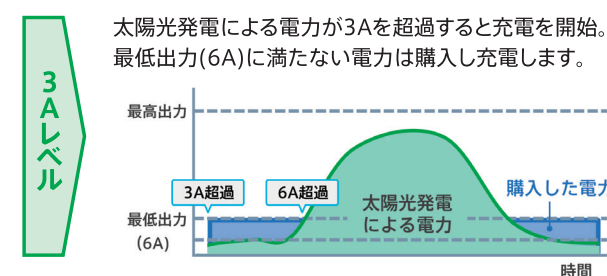 太陽光発電による電力が3Aを超過すると充電を開始。
最低出力(6A)に満たない電力は購入し充電します。
3Aレベル
最高出力
3A超過
6A超過
購入した電力
太陽光発電
による電力
最低出力
(6A)
時間